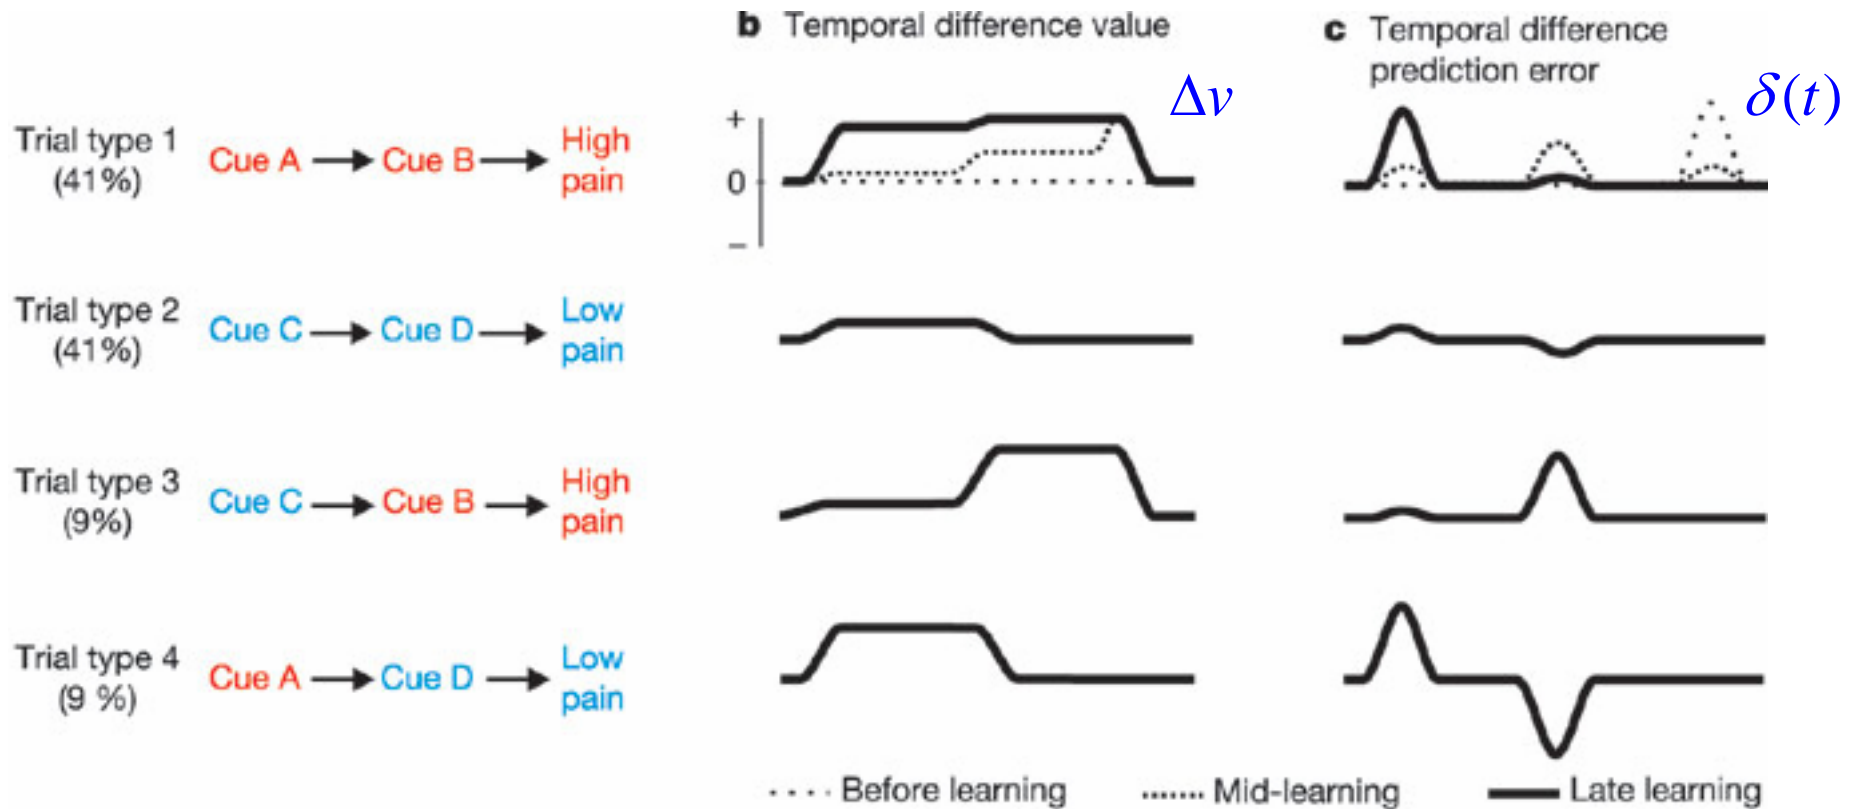 b Temporal difference value
c Temporal difference
prediction error
Δv
δ(t)
+
0
–
Trial type 1
(41%)
Cue A
Cue B
High
pain
Trial type 2
(41%)
Cue C
Cue D
Low
pain
Trial type 3
(9%)
Cue C
Cue B
High
pain
Trial type 4
(9 %)
Cue A
Cue D
Low
pain
Before learning
Mid-learning
Late learning